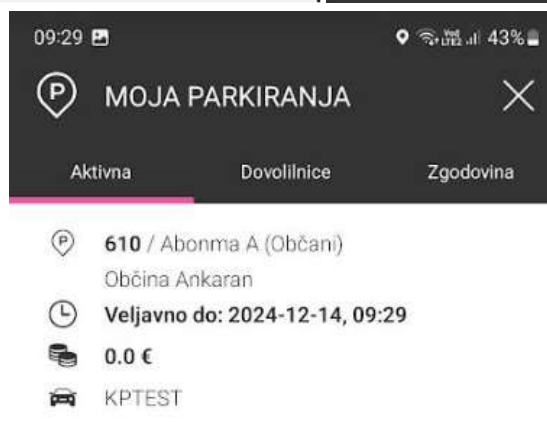 09:29 43%
P MOJA PARKIRANJA
Aktivna Dovolilnice Zgodovina
P 610 / Abonma A (Občani)
Občina Ankaran
Veljavno do: 2024-12-14, 09:29
0.0 €
KPTEST